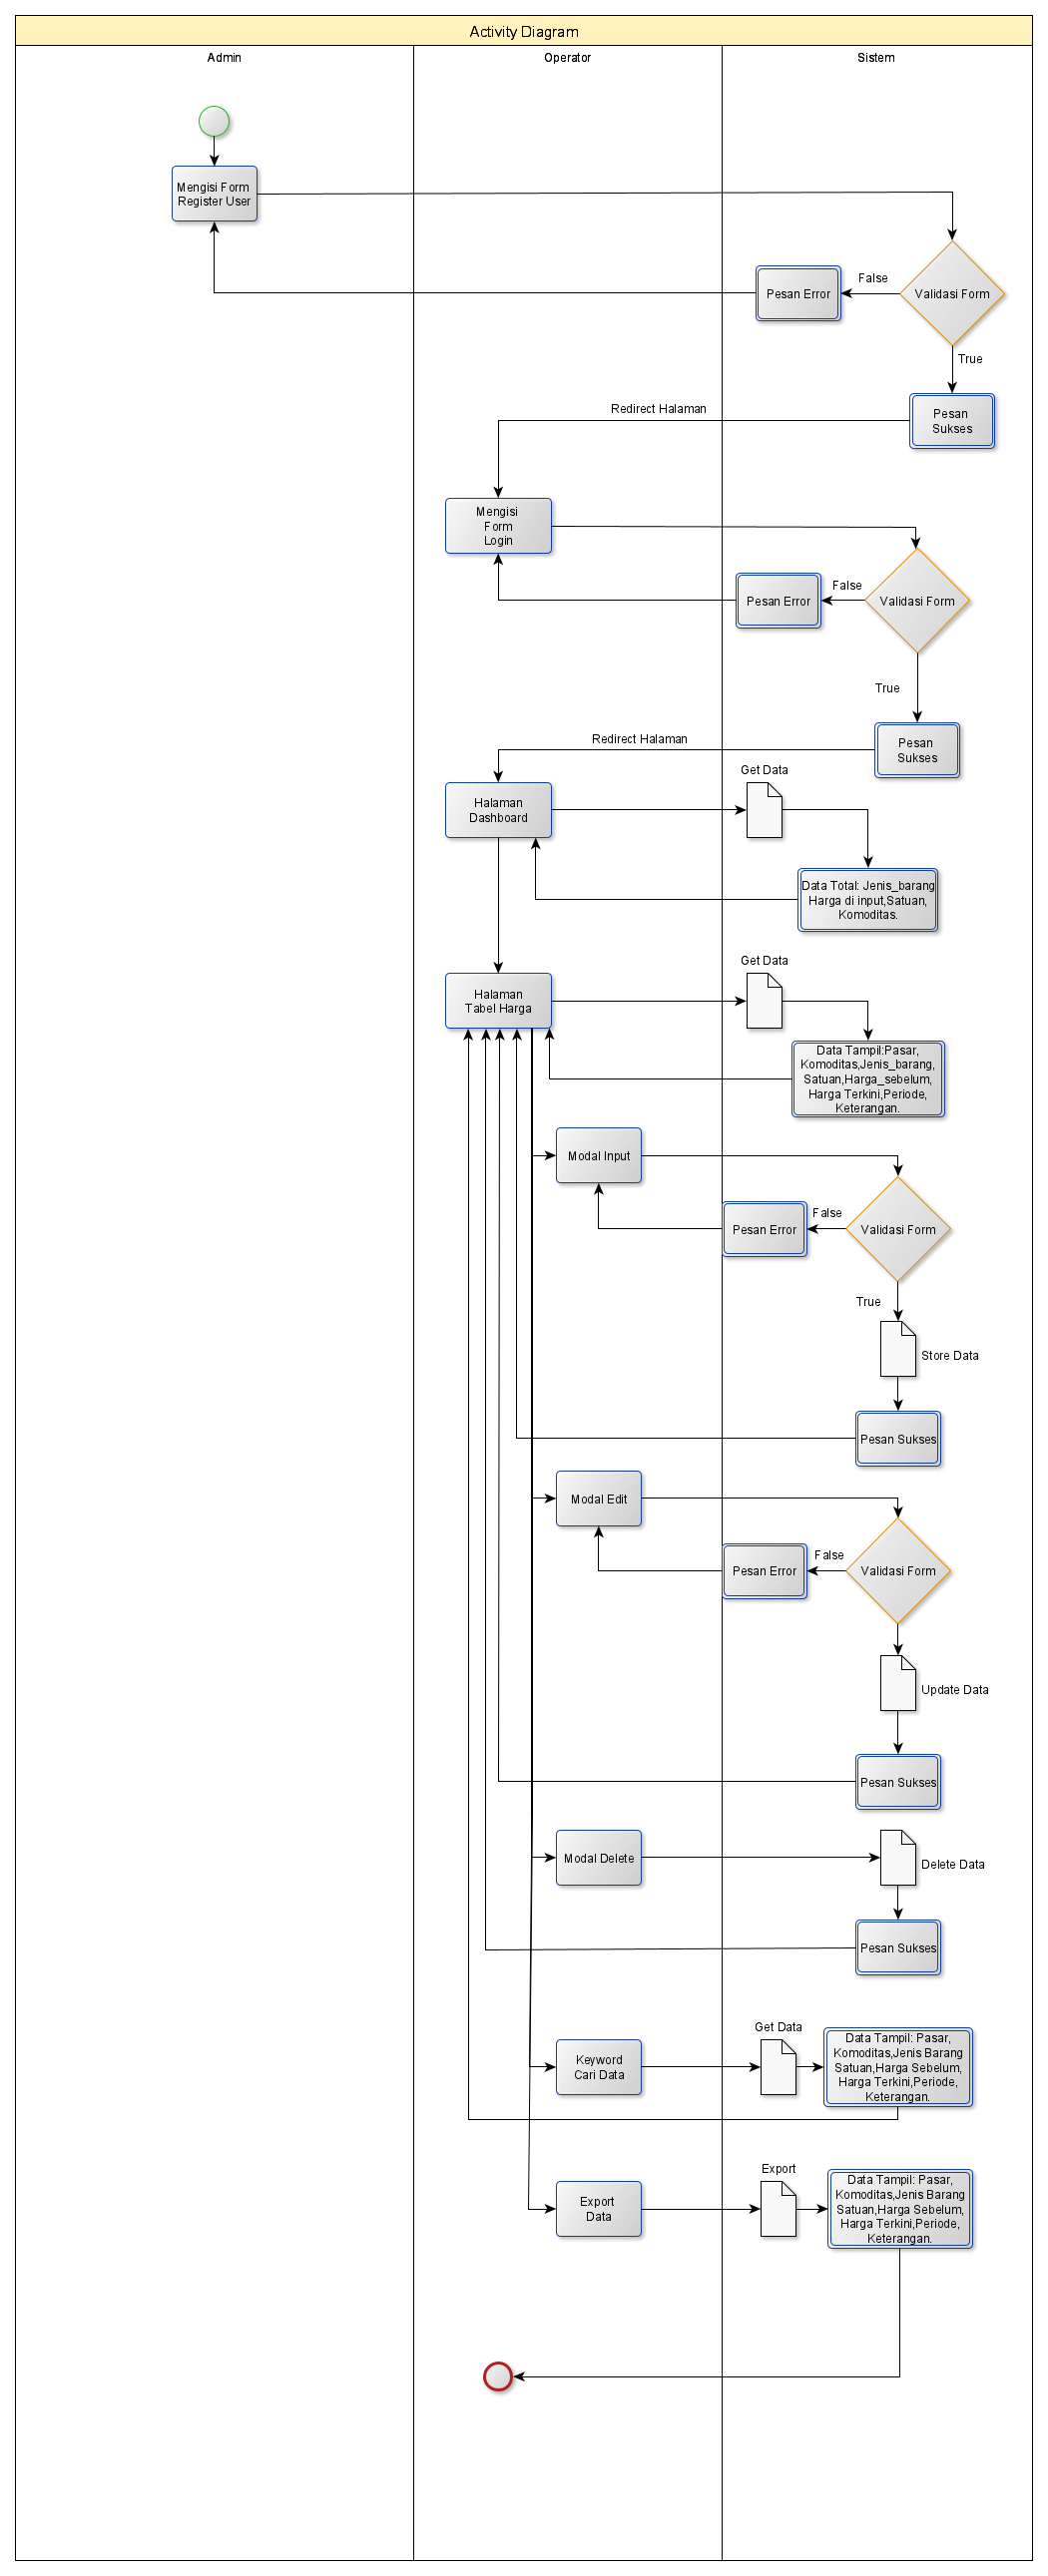 Activity Diagram
Admin
Operator
Sistem
Mengisi Form
Register User
False
Pesan Error
Validasi Form
True
Redirect Halaman
Pesan
Sukses
Mengisi
Form
Login
False
Pesan Error
Validasi Form
True
Redirect Halaman
Pesan
Sukses
Get Data
Halaman
Dashboard
Data Total: Jenis_barang
Harga di input,Satuan,
Komoditas.
Get Data
Halaman
Tabel Harga
Data Tampil:Pasar,
Komoditas,Jenis_barang,
Satuan,Harga_sebelum,
Harga Terkini,Periode,
Keterangan.
Modal Input
False
Pesan Error
Validasi Form
True
Store Data
Pesan Sukses
Modal Edit
False
Pesan Error
Validasi Form
Update Data
Pesan Sukses
Modal Delete
Delete Data
Pesan Sukses
Get Data
Keyword
Cari Data
Data Tampil: Pasar,
Komoditas,Jenis Barang
Satuan,Harga Sebelum,
Harga Terkini,Periode,
Keterangan.
Export
Export
Data
Data Tampil: Pasar,
Komoditas,Jenis Barang
Satuan,Harga Sebelum,
Harga Terkini,Periode,
Keterangan.